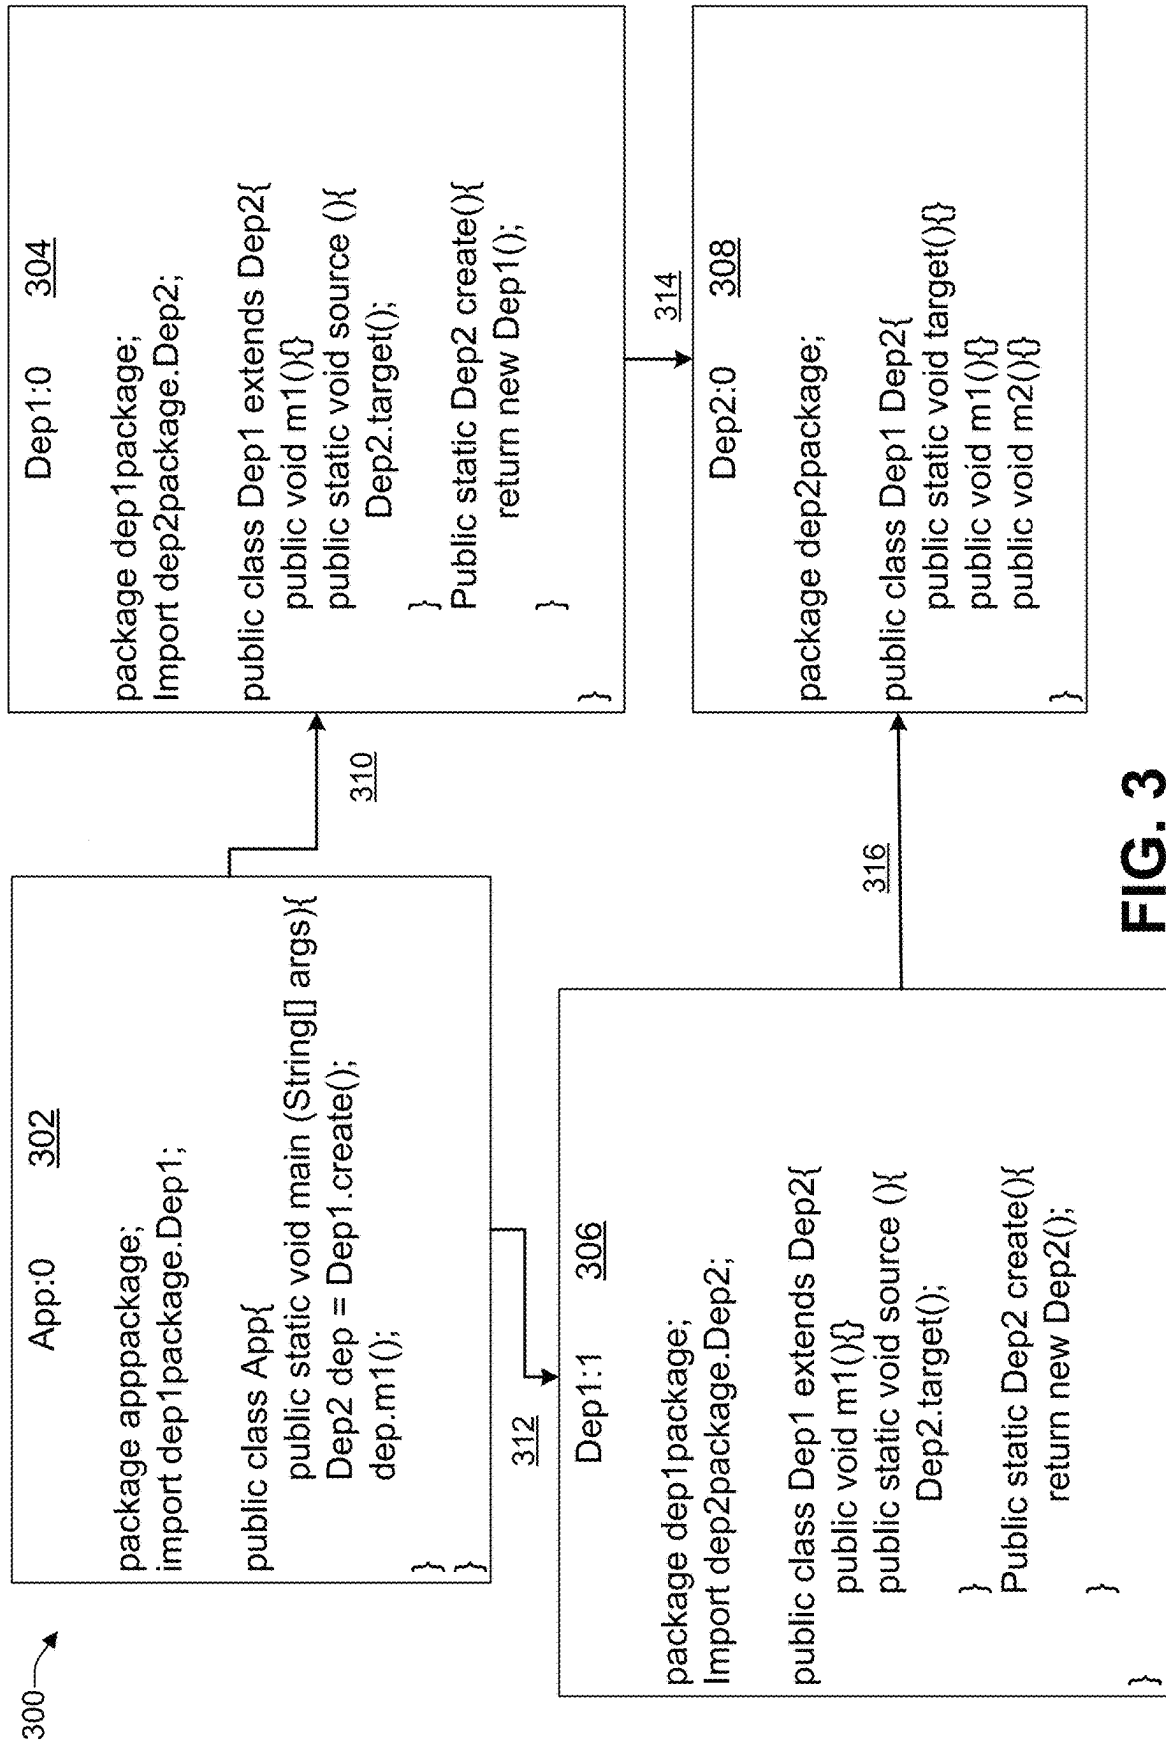 300
App:0 302
package apppackage;
import dep1package.Dep1;
public class App{
public static void main (String[] args){
Dep2 dep = Dep1.create();
dep.m1();
}
}
310
Dep1:0 304
package dep1package;
Import dep2package.Dep2;
public class Dep1 extends Dep2{
public void m1(){}
public static void source (){
Dep2.target();
}
Public static Dep2 create(){
return new Dep1();
}
}
312
Dep1:1 306
package dep1package;
Import dep2package.Dep2;
public class Dep1 extends Dep2{
public void m1(){}
public static void source (){
Dep2.target();
}
Public static Dep2 create(){
return new Dep2();
}
}
314
316
Dep2:0 308
package dep2package;
public class Dep1 Dep2{
public static void target(){}
public void m1(){}
public void m2(){}
}
FIG. 3